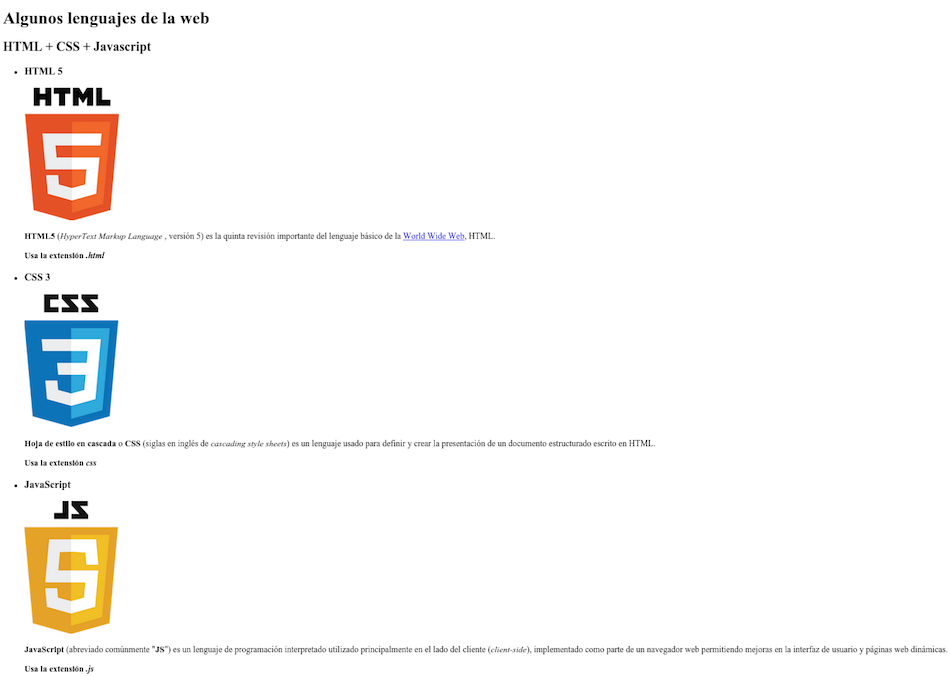 Algunos lenguajes de la web
HTML + CSS + Javascript
HTML 5
HTML
5
HTML5 (HyperText Markup Language , versión 5) es la quinta revisión importante del lenguaje básico de la World Wide Web, HTML.
Usa la extensión .html
CSS 3
CSS
3
Hoja de estilo en cascada o CSS (siglas en inglés de cascading style sheets) es un lenguaje usado para definir y crear la presentación de un documento estructurado escrito en HTML.
Usa la extensión css
JavaScript
JS
5
JavaScript (abreviado comúnmente "JS") es un lenguaje de programación interpretado utilizado principalmente en el lado del cliente (client-side), implementado como parte de un navegador web permitiendo mejoras en la interfaz de usuario y páginas web dinámicas.
Usa la extensión .js